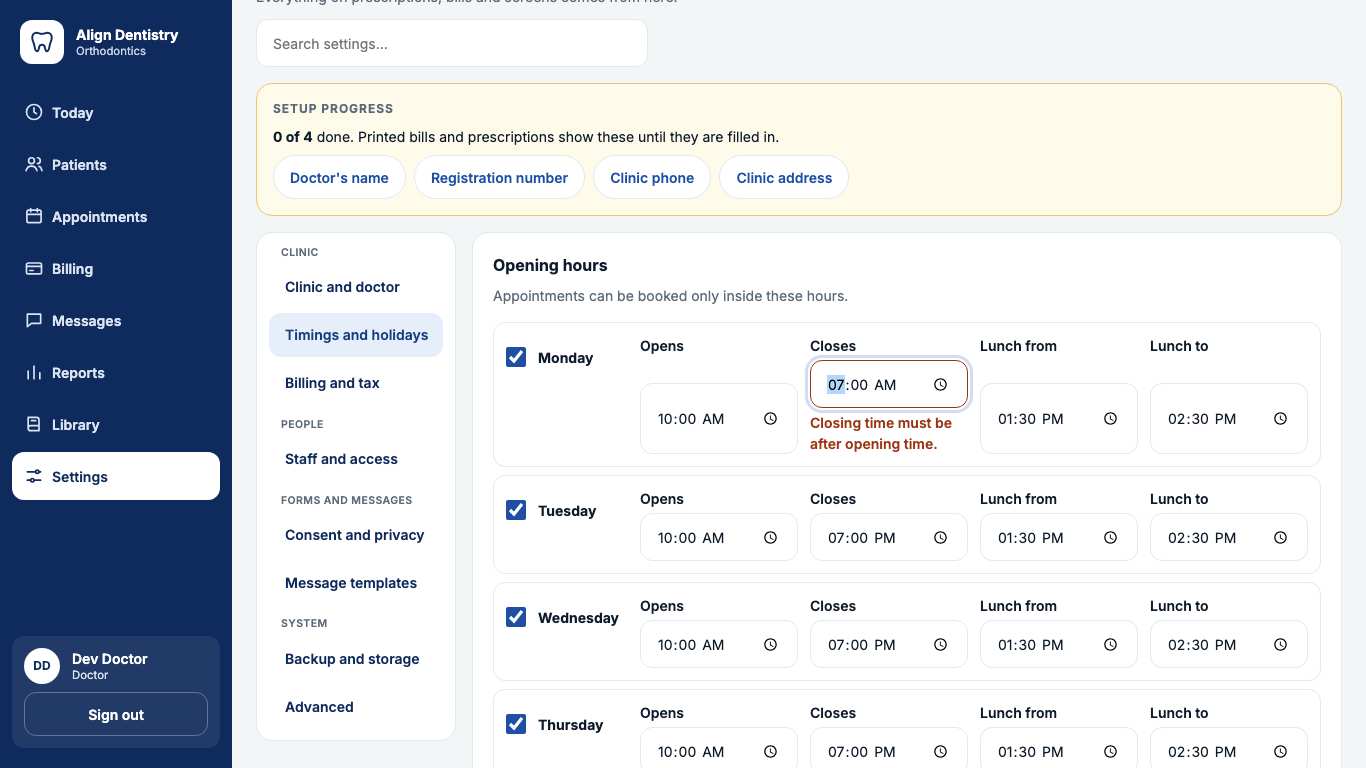 Align Dentistry
Orthodontics
Today
Patients
Appointments
Billing
Messages
Reports
Library
Settings
DD
Dev Doctor
Doctor
Sign out
Everything on prescriptions, bills and screens comes from here.
Search settings...
SETUP PROGRESS
0 of 4 done. Printed bills and prescriptions show these until they are filled in.
Doctor's name Registration number Clinic phone Clinic address
CLINIC
Clinic and doctor
Timings and holidays
Billing and tax
PEOPLE
Staff and access
FORMS AND MESSAGES
Consent and privacy
Message templates
SYSTEM
Backup and storage
Advanced
Opening hours
Appointments can be booked only inside these hours.
Opens Closes Lunch from Lunch to
Monday
10:00 AM 07:00 AM 01:30 PM 02:30 PM
Closing time must be
after opening time.
Opens Closes Lunch from Lunch to
Tuesday
10:00 AM 07:00 PM 01:30 PM 02:30 PM
Opens Closes Lunch from Lunch to
Wednesday
10:00 AM 07:00 PM 01:30 PM 02:30 PM
Opens Closes Lunch from Lunch to
Thursday
10:00 AM 07:00 PM 01:30 PM 02:30 PM